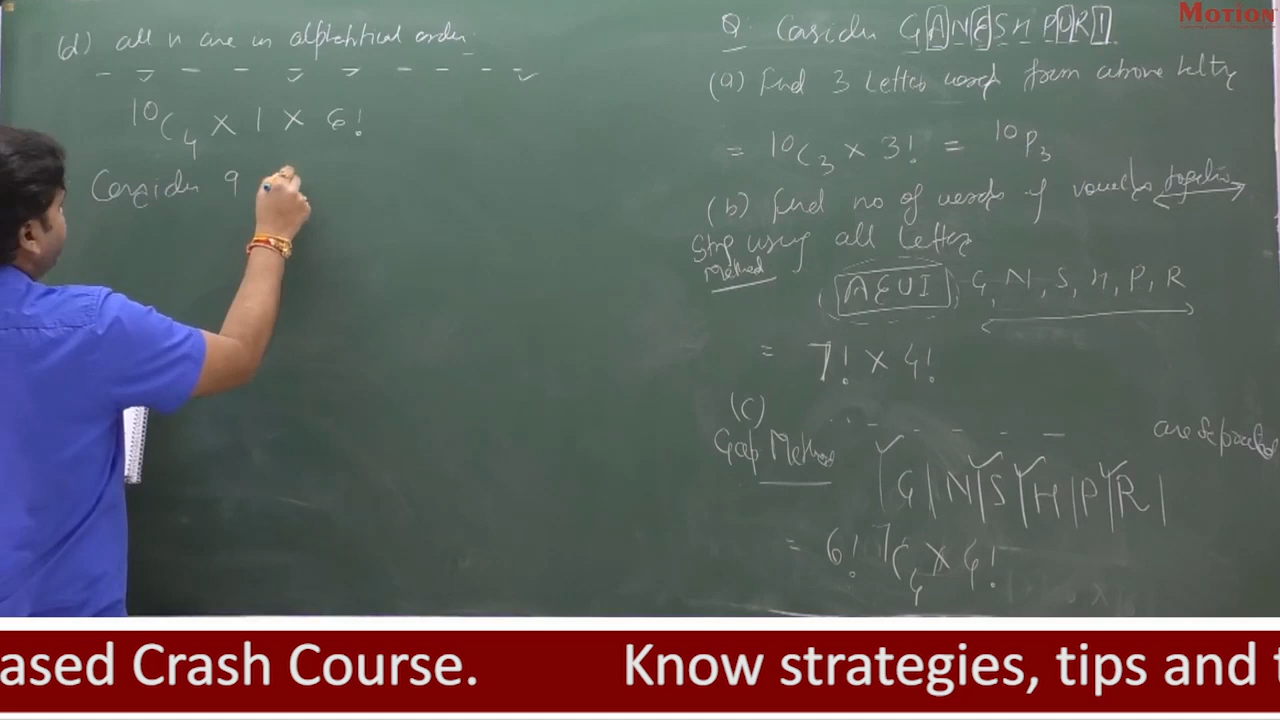 (d) all v are in alphabetical order.
¹⁰C₄ × 1 × 6!
Consider 9
MOTION
Q: Consider GANESHPURI
(a) Find 3 letter words from above letters
= ¹⁰C₃ × 3! = ¹⁰P₃
(b) Find no of words if vowels together
using all letter
String Method
AEUI G, N, S, H, P, R
= 7! × 4!
(c) are separated
Gap Method
|G|N|S|H|P|R|
= 6! ⁷C₄ × 4!
ased Crash Course. Know strategies, tips and t